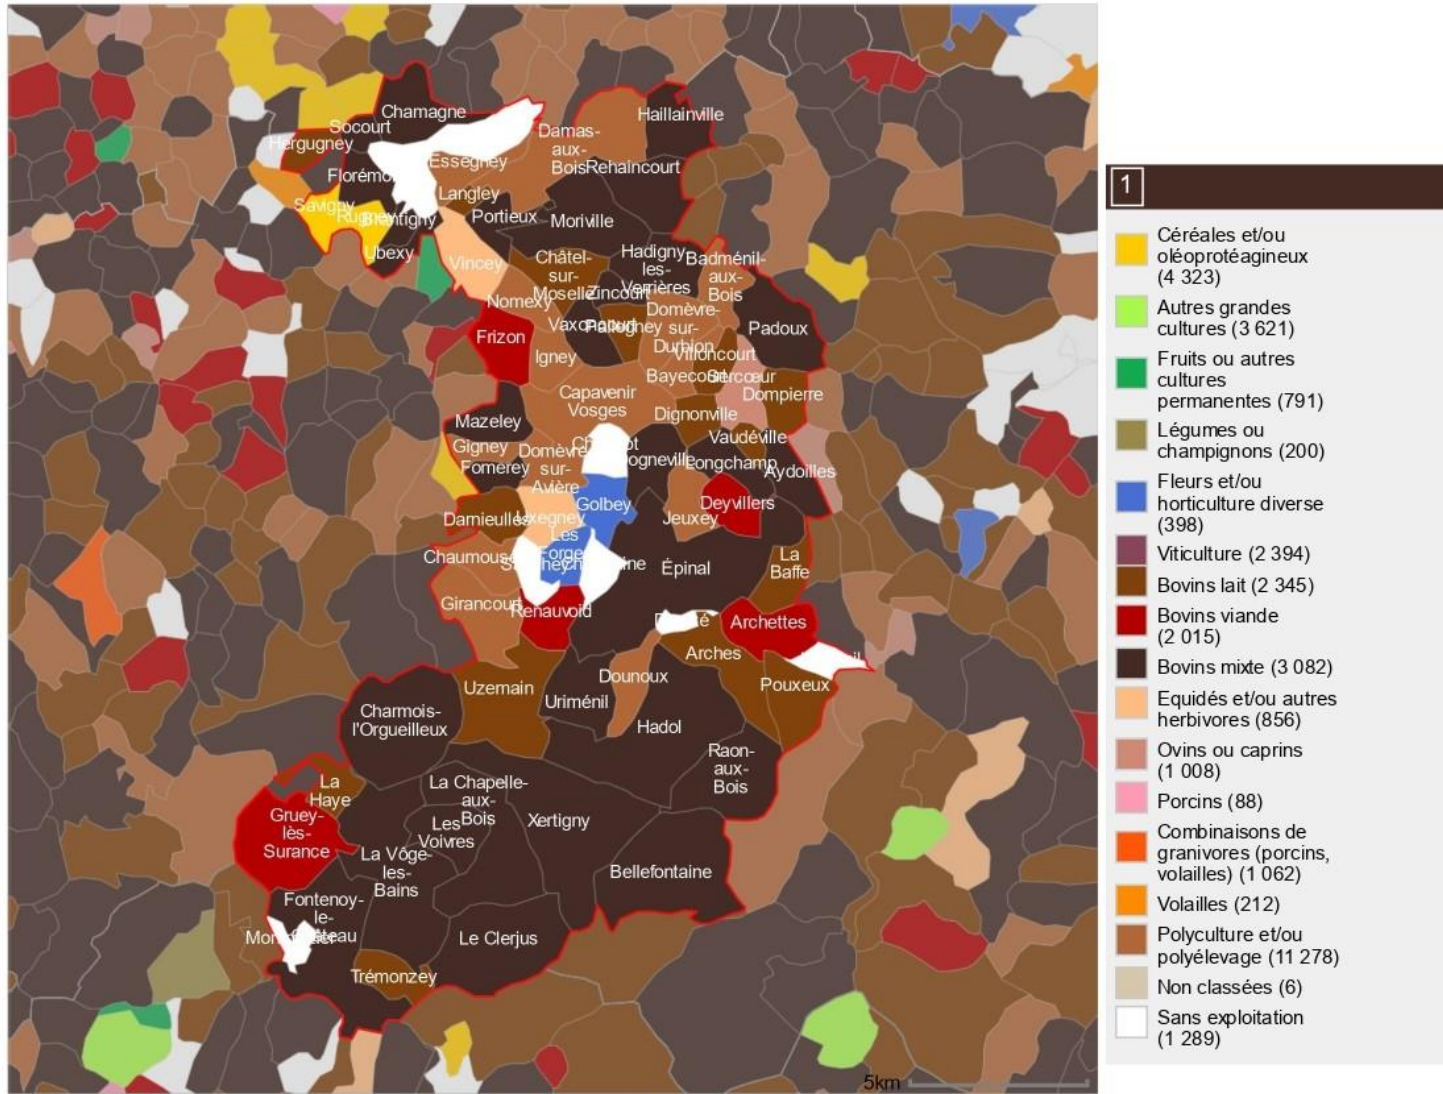 Chamagne
Haillainville
Socourt
Hergugney
Damas-
aux-
Bois
Essegney
Rehaincourt
Florémo
Langley
Savigny
Portieux
Moriville
Ubexy
Vincey
Châtel-
sur-
Moselle
Hadigny-
les-
Verrières
Badménil-
aux-
Bois
Zincourt
Nomexy
Domèvre-
sur-
Durbion
Padoux
Frizon
Igney
Villoncourt
Bayecourt
Sercœur
Dompierre
Capavenir
Vosges
Dignonville
Mazeley
Vaudéville
Gigney
Domèvre-
sur-
Avière
Fomerey
Longchamp
Aydoilles
Golbey
Deyvillers
Darnieulles
Jeuxey
Les
Forges
La
Baffe
Épinal
Girancourt
Renauvoid
Archettes
Arches
Dounoux
Pouxeux
Uzemain
Uriménil
Charmois-
l'Orgueilleux
Hadol
Raon-
aux-
Bois
La
Haye
La Chapelle-
aux-
Bois
Gruey-
lès-
Surance
Les
Voivres
Xertigny
La Vôge-
les-
Bains
Bellefontaine
Fontenoy-
le-
Château
Le Clerjus
Trémonzey
5km
1
Céréales et/ou
oléoprotéagineux
(4 323)
Autres grandes
cultures (3 621)
Fruits ou autres
cultures
permanentes (791)
Légumes ou
champignons (200)
Fleurs et/ou
horticulture diverse
(398)
Viticulture (2 394)
Bovins lait (2 345)
Bovins viande
(2 015)
Bovins mixte (3 082)
Equidés et/ou autres
herbivores (856)
Ovins ou caprins
(1 008)
Porcins (88)
Combinaisons de
granivores (porcins,
volailles) (1 062)
Volailles (212)
Polyculture et/ou
polyélevage (11 278)
Non classées (6)
Sans exploitation
(1 289)